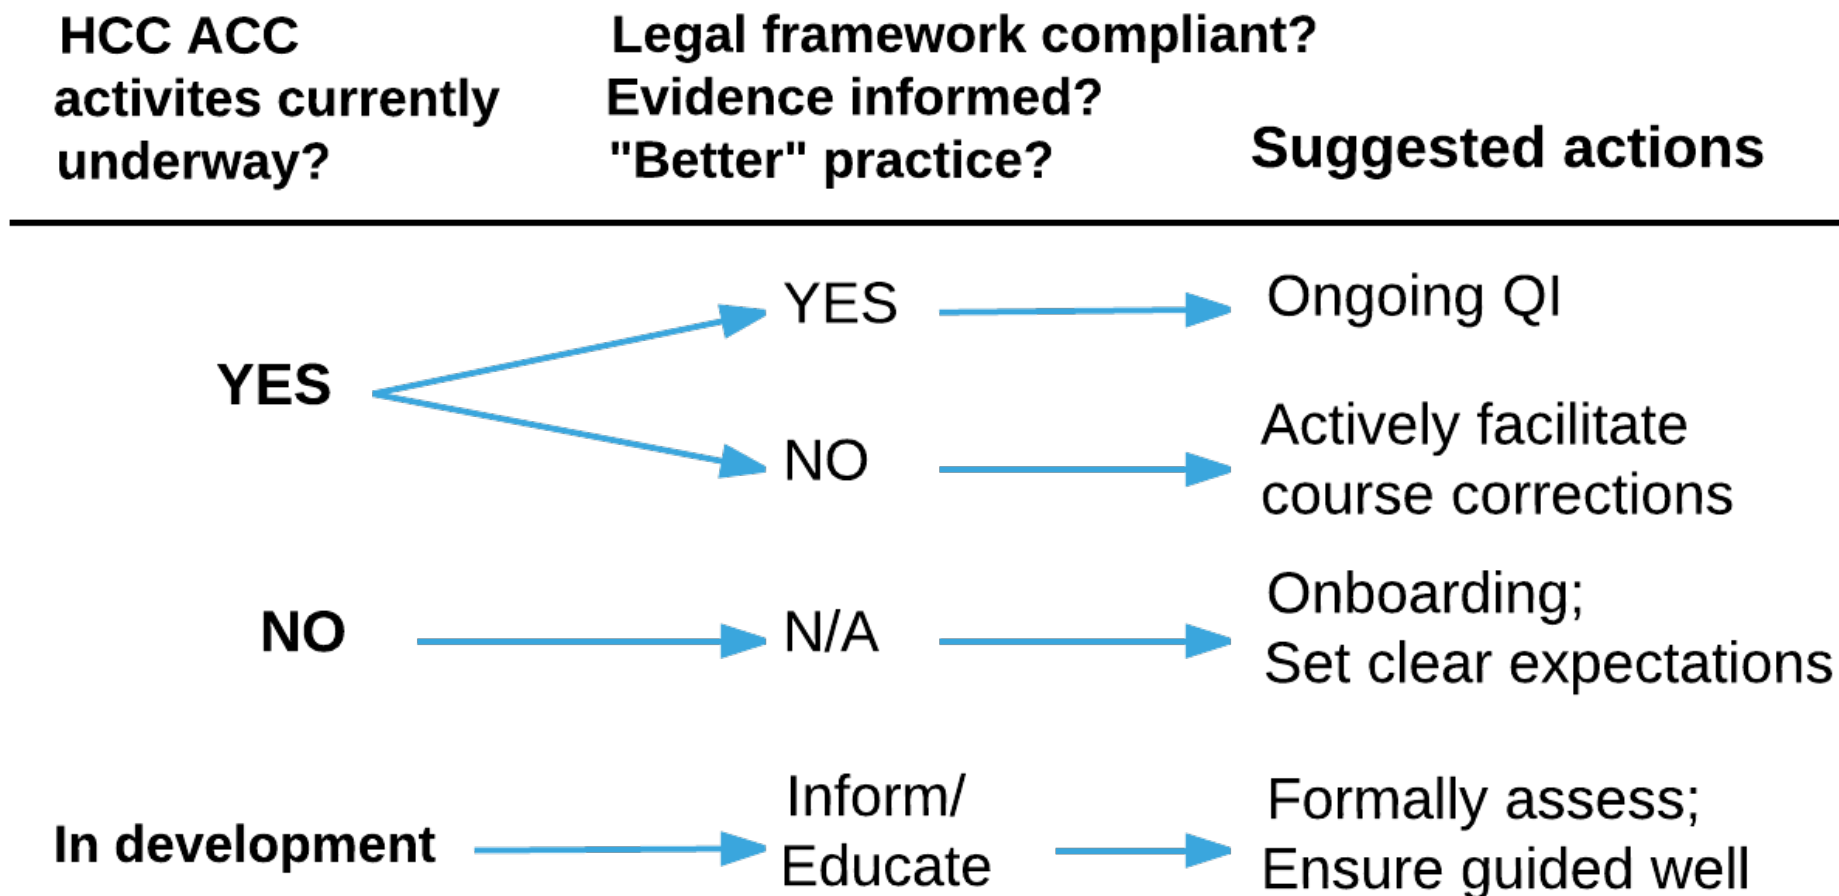 HCC ACC
activites currently
underway?
Legal framework compliant?
Evidence informed?
"Better" practice?
Suggested actions
YES
YES
Ongoing QI
NO
Actively facilitate
course corrections
NO
N/A
Onboarding;
Set clear expectations
In development
Inform/
Educate
Formally assess;
Ensure guided well